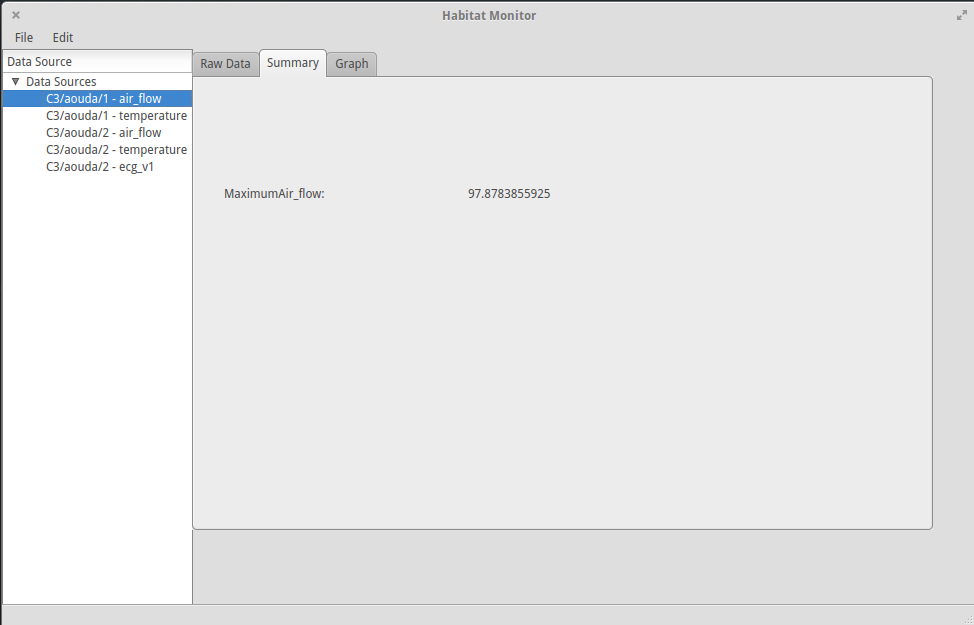 Habitat Monitor
File Edit
Data Source
Data Sources
C3/aouda/1 - air_flow
C3/aouda/1 - temperature
C3/aouda/2 - air_flow
C3/aouda/2 - temperature
C3/aouda/2 - ecg_v1
Raw Data Summary Graph
MaximumAir_flow: 97.8783855925